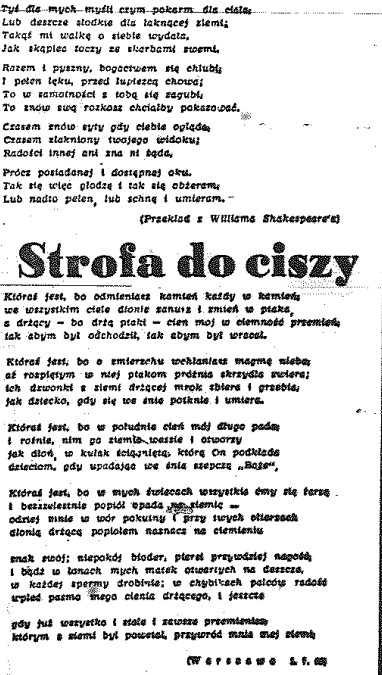 Tyś dla mych myśli czym pokarm dla ciała,
Lub deszcze słodkie dla łaknącej ziemi;
Takąś mi walkę o siebie wydała,
Jak skąpiec toczy ze skarbami swemi.
Razem i pyszny, bogactwem się chlubi,
I pełen lęku, przed łupieżcą chowa;
To w samotności z tobą się zagubi,
To znów swą rozkosz chciałby pokazować.
Czasem znów syty gdy ciebie ogląda,
Czasem zlakniony twojego widoku;
Radości innej ani zna ni żąda,
Prócz posiadanej i dostępnej oku.
Tak się więc głodzę i tak się obżeram,
Lub nadto pełen, lub schnę i umieram.
(Przekład z Williama Shakespeare'a)
Strofa do ciszy
Któraś jest, bo odmieniasz kamień każdy w kamień,
we wszystkim ciele dłonie zanurz i zmień w ptaka,
a drżący — bo drżą ptaki — cień mój w ciemność przemień,
tak abym był odchodził, tak abym był wracał.
Któraś jest, bo o zmierzchu wchłaniasz magmę nieba,
aż rozpiętym w niej ptakom próżnia skrzydła zwiera;
ich dzwonki z ziemi drżącej mrok zbiera i grzebie,
jak dziecko, gdy się we śnie potknie i umiera.
Któraś jest, bo w południe cień mój długo pada,
i rośnie, nim go ziemia weźmie i otworzy
jak dłoń, w kułak ściśniętą, którą On podkłada
dzieciom, gdy upadając we śnie szepczą „Boże",
Któraś jest, bo w mych świecach wszystkie ćmy się żarzą
i bezszelestnie popiół opada na ziemię —
odziej mnie w wór pokutny i przy twych ołtarzach
dłonią drżącą popiołem naznacz na ciemieniu
znak swój; niepokój bioder, piersi przywdziej nagość,
i bądź w łonach mych matek otwartych na deszcze,
w każdej spermy drobinie; w chybikach palców radość
wpleć pasmo mego cienia drżącego, i jeszcze
gdy już wszystko i stale i zawsze przemienisz,
którym z ziemi był powstał, przywróć mnie mej ziemi,
(Warszawa